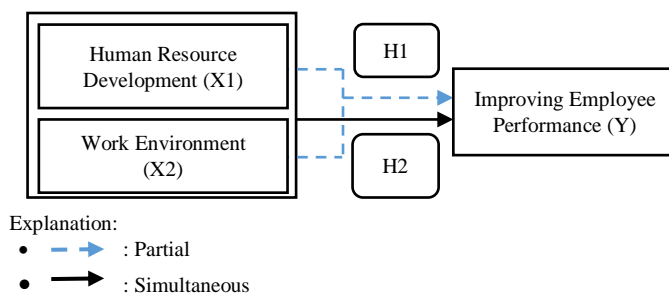 Human Resource
Development (X1)
H1
Improving Employee
Performance (Y)
Work Environment
(X2)
H2
Explanation:
: Partial
: Simultaneous